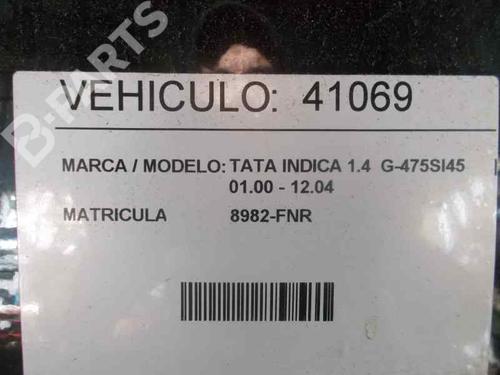 VEHICULO: 41069
MARCA / MODELO: TATA INDICA 1.4 G-475SI45
01.00 - 12.04
MATRICULA 8982-FNR
B-PARTS